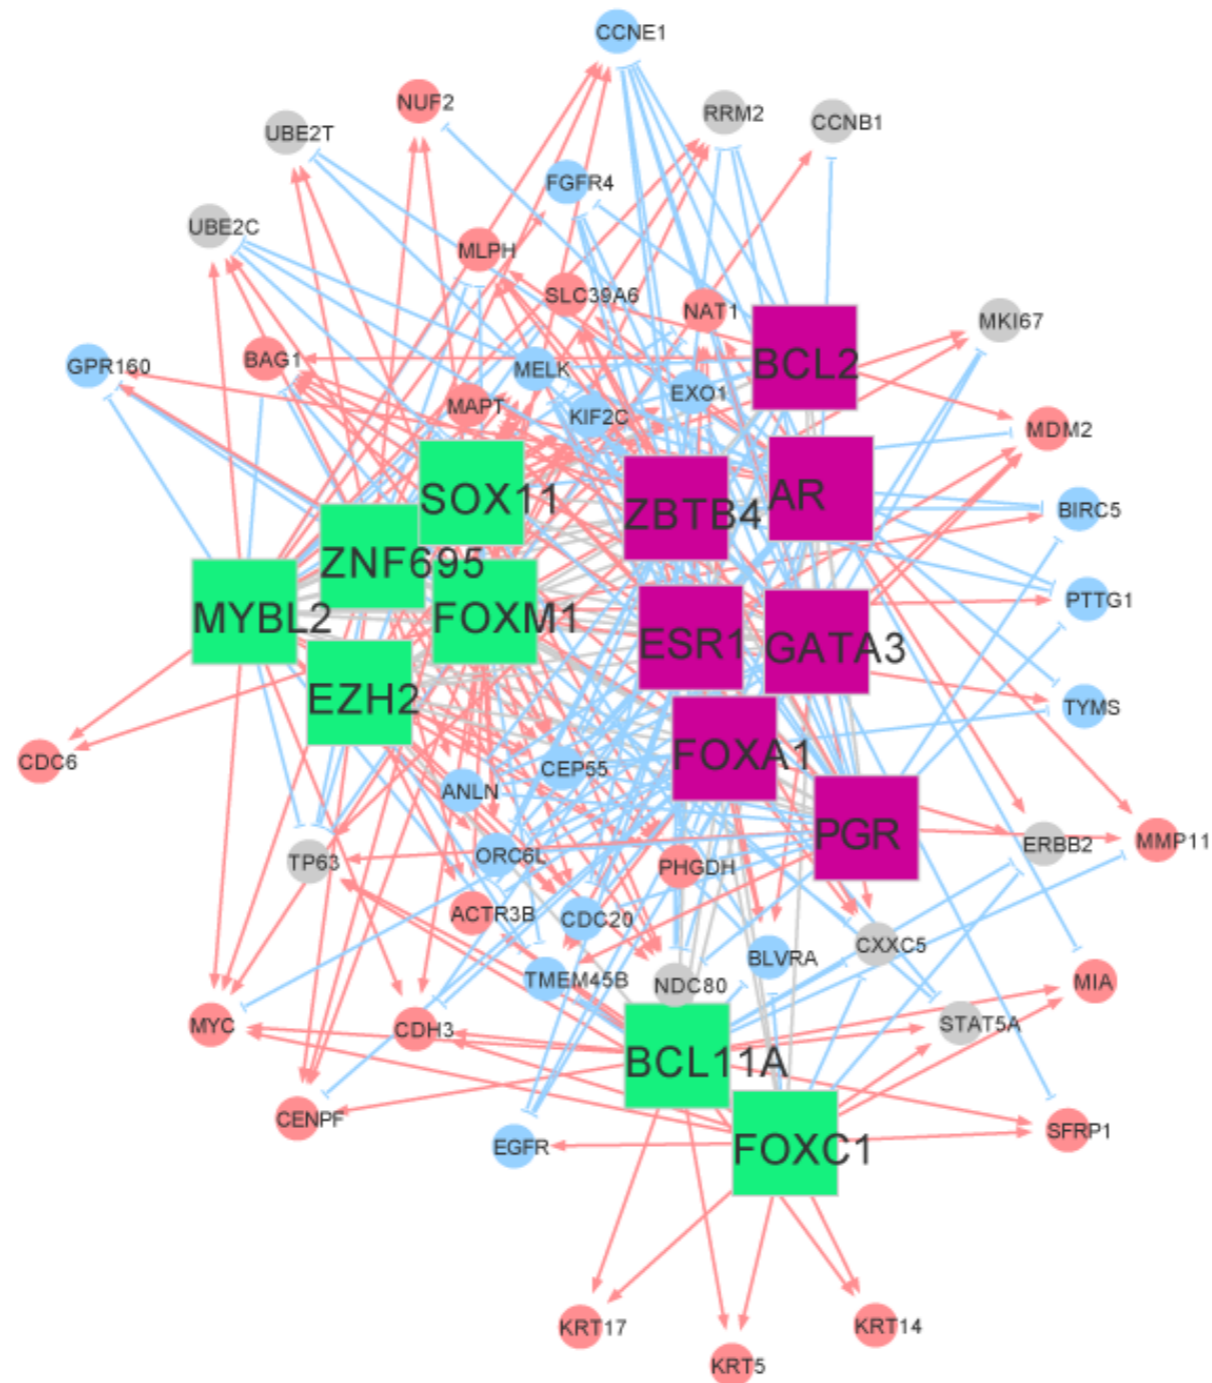 CCNE1
NUF2
RRM2
CCNB1
UBE2T
FGFR4
UBE2C
MLPH
SLC39A6
NAT1
MKI67
BAG1
GPR160
MELK
BCL2
EXO1
MAPT
KIF2C
MDM2
SOX11
ZBTB4
AR
BIRC5
ZNF695
PTTG1
MYBL2
FOXM1
ESR1
GATA3
EZH2
TYMS
FOXA1
CDC6
CEP55
ANLN
PGR
ERBB2
MMP11
TP63
ORC6L
PHGDH
ACTR3B
CDC20
CXXC5
BLVRA
TMEM45B
NDC80
MIA
MYC
CDH3
STAT5A
BCL11A
CENPF
SFRP1
EGFR
FOXC1
KRT17
KRT14
KRT5